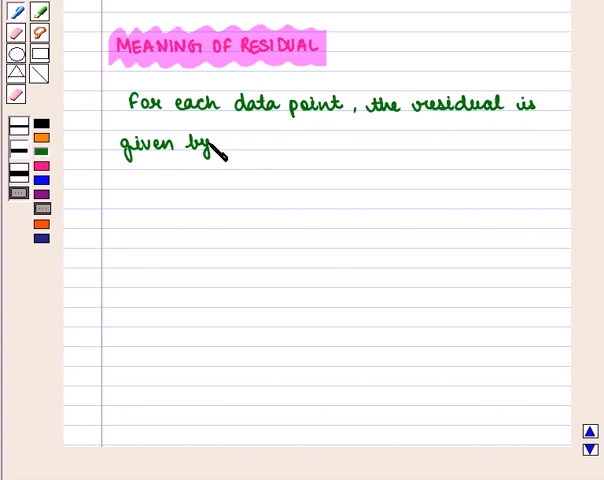 MEANING OF RESIDUAL
For each data point, the residual is
given by